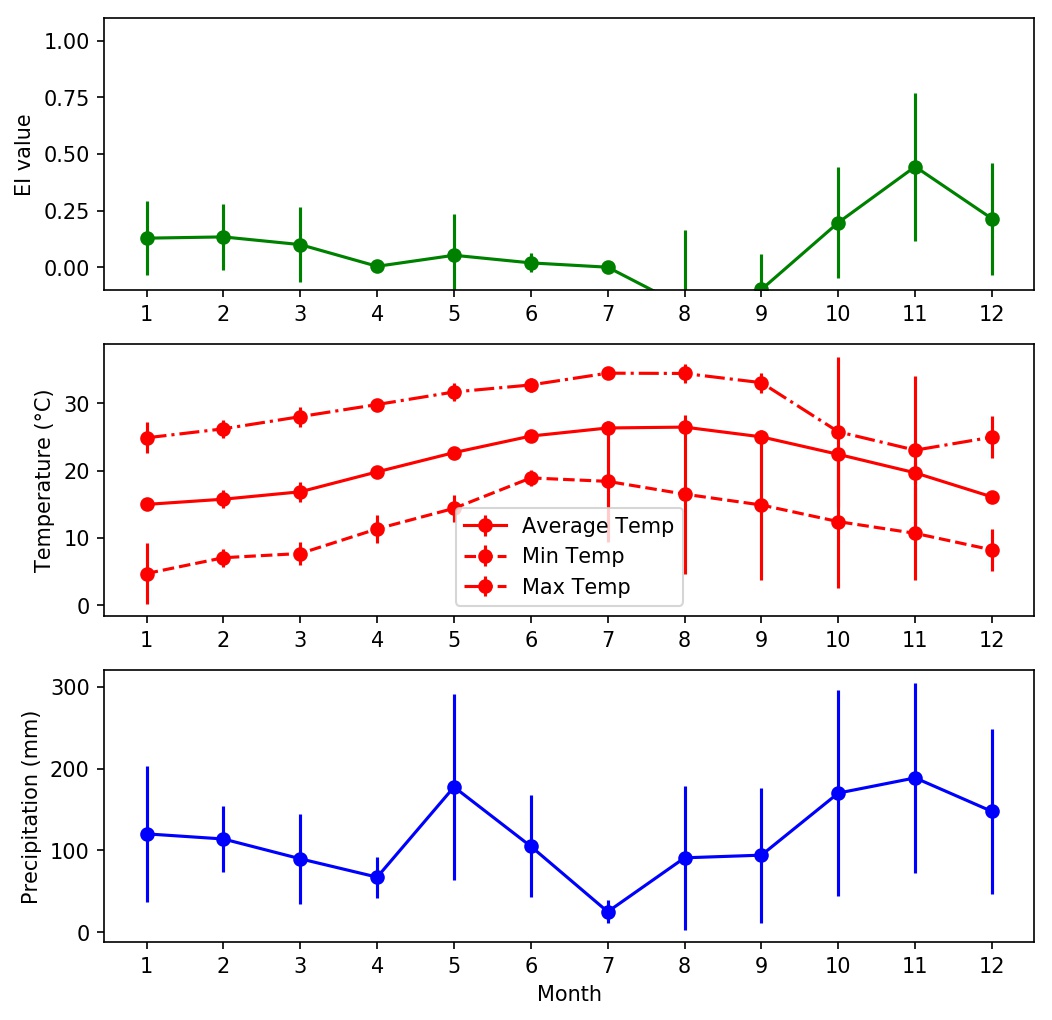 EI value
1.00
0.75
0.50
0.25
0.00
1 2 3 4 5 6 7 8 9 10 11 12
Temperature (°C)
30
20
10
0
Average Temp
Min Temp
Max Temp
1 2 3 4 5 6 7 8 9 10 11 12
Precipitation (mm)
300
200
100
0
1 2 3 4 5 6 7 8 9 10 11 12
Month